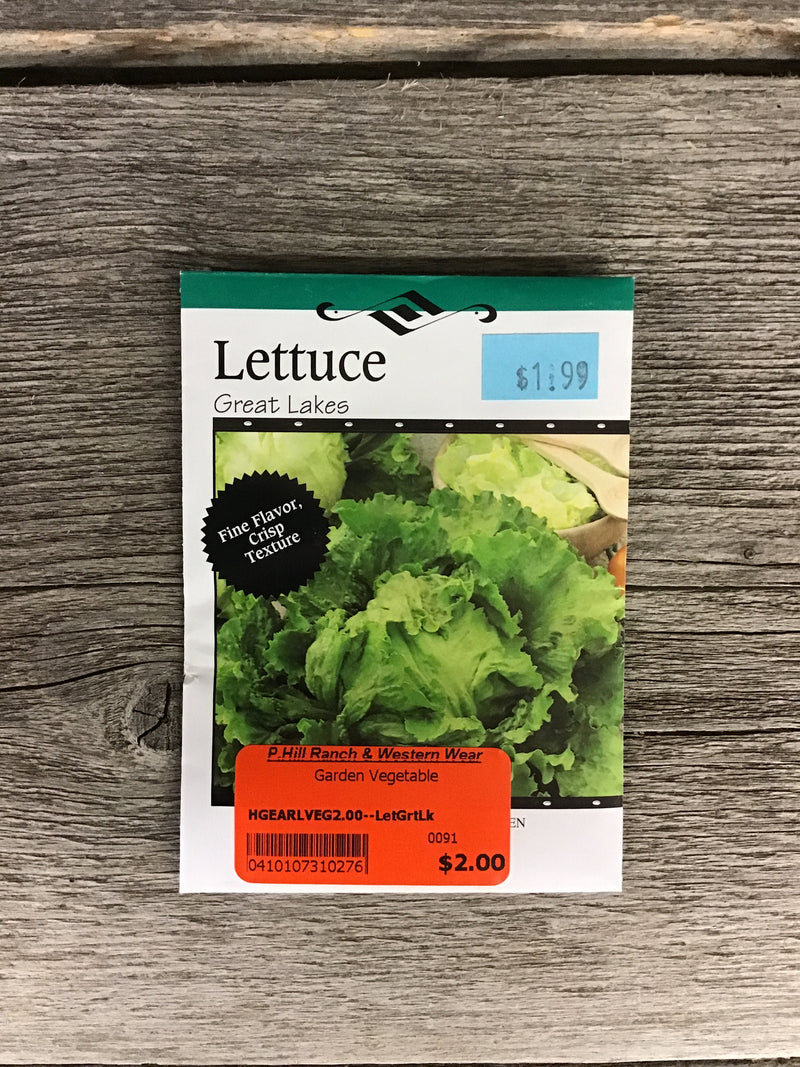 Lettuce
$1.99
Great Lakes
Fine Flavor,
Crisp
Texture
P.Hill Ranch & Western Wear
Garden Vegetable
HGEARLVEG2.00--LetGrtLk
0091
0410107310276
$2.00
EN